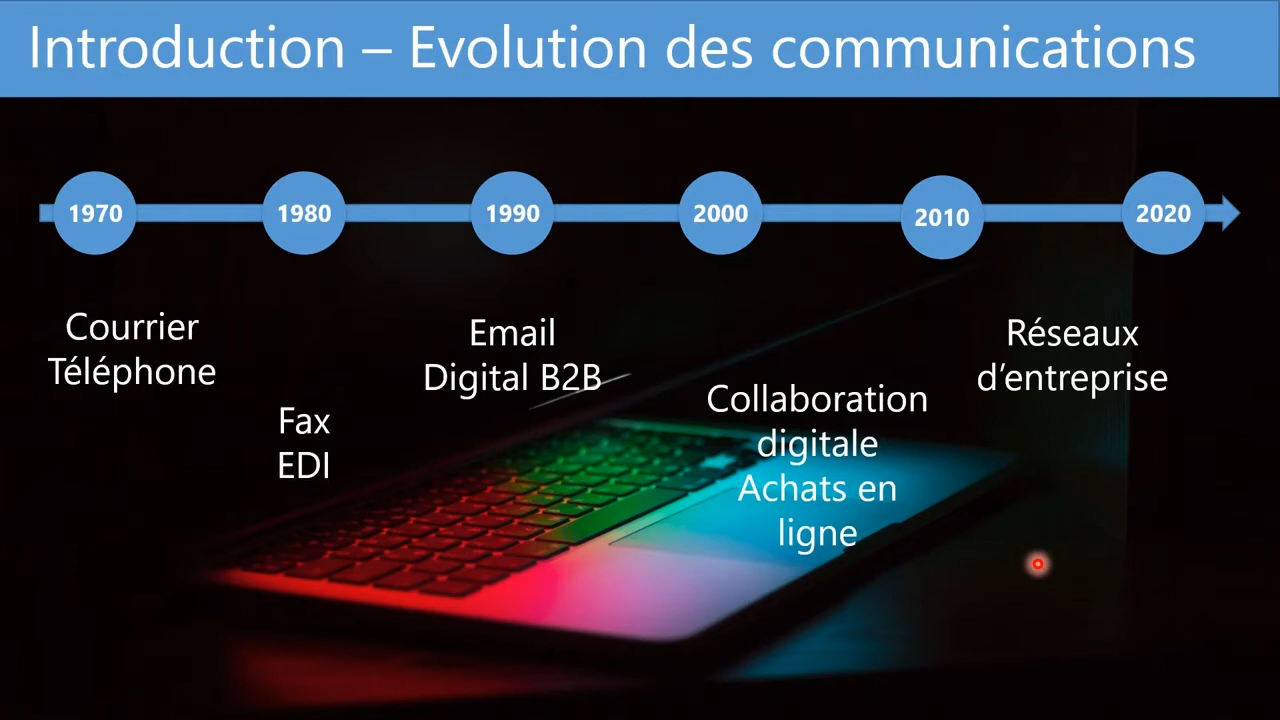 Introduction – Evolution des communications
1970
1980
1990
2000
2010
2020
Courrier
Téléphone
Fax
EDI
Email
Digital B2B
Collaboration
digitale
Achats en
ligne
Réseaux
d’entreprise